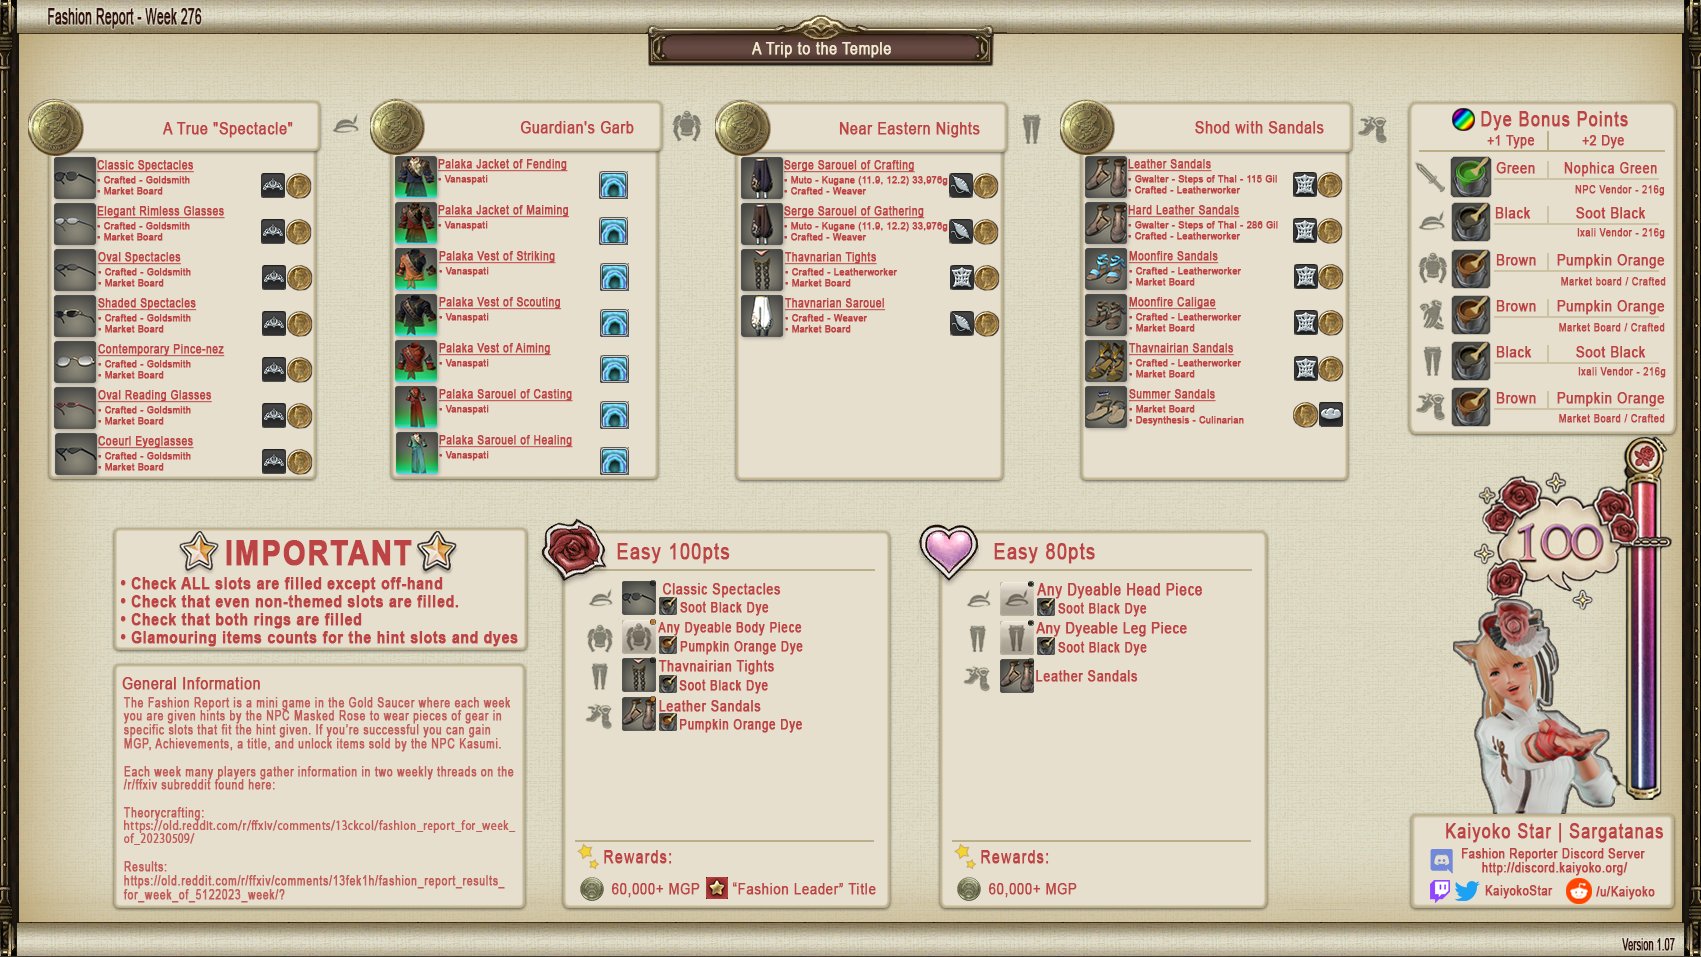 Fashion Report - Week 276
A Trip to the Temple
A True "Spectacle"
Classic Spectacles
• Crafted - Goldsmith
• Market Board
Elegant Rimless Glasses
• Crafted - Goldsmith
• Market Board
Oval Spectacles
• Crafted - Goldsmith
• Market Board
Shaded Spectacles
• Crafted - Goldsmith
• Market Board
Contemporary Pince-nez
• Crafted - Goldsmith
• Market Board
Oval Reading Glasses
• Crafted - Goldsmith
• Market Board
Coeurl Eyeglasses
• Crafted - Goldsmith
• Market Board
Guardian's Garb
Palaka Jacket of Fending
• Vanaspati
Palaka Jacket of Maiming
• Vanaspati
Palaka Vest of Striking
• Vanaspati
Palaka Vest of Scouting
• Vanaspati
Palaka Vest of Aiming
• Vanaspati
Palaka Sarouel of Casting
• Vanaspati
Palaka Sarouel of Healing
• Vanaspati
Near Eastern Nights
Serge Sarouel of Crafting
• Muto - Kugane (11.9, 12.2) 33,976g
• Crafted - Weaver
Serge Sarouel of Gathering
• Muto - Kugane (11.9, 12.2) 33,976g
• Crafted - Weaver
Thavnarian Tights
• Crafted - Leatherworker
• Market Board
Thavnarian Sarouel
• Crafted - Weaver
• Market Board
Shod with Sandals
Leather Sandals
• Gwalter - Steps of Thal - 115 Gil
• Crafted - Leatherworker
Hard Leather Sandals
• Gwalter - Steps of Thal - 286 Gil
• Crafted - Leatherworker
Moonfire Sandals
• Crafted - Leatherworker
• Market Board
Moonfire Caligae
• Crafted - Leatherworker
• Market Board
Thavnairian Sandals
• Crafted - Leatherworker
• Market Board
Summer Sandals
• Market Board
• Desynthesis - Culinarian
Dye Bonus Points
+1 Type | +2 Dye
Green | Nophica Green
NPC Vendor - 216g
Black | Soot Black
Ixali Vendor - 216g
Brown | Pumpkin Orange
Market board / Crafted
Brown | Pumpkin Orange
Market Board / Crafted
Black | Soot Black
Ixali Vendor - 216g
Brown | Pumpkin Orange
Market Board / Crafted
IMPORTANT
• Check ALL slots are filled except off-hand
• Check that even non-themed slots are filled.
• Check that both rings are filled
• Glamouring items counts for the hint slots and dyes
General Information
The Fashion Report is a mini game in the Gold Saucer where each week
you are given hints by the NPC Masked Rose to wear pieces of gear in
specific slots that fit the hint given. If you're successful you can gain
MGP, Achievements, a title, and unlock items sold by the NPC Kasumi.
Each week many players gather information in two weekly threads on the
/r/ffxiv subreddit found here:
Theorycrafting:
https://old.reddit.com/r/ffxiv/comments/13ckcol/fashion_report_for_week_
of_20230509/
Results:
https://old.reddit.com/r/ffxiv/comments/13fek1h/fashion_report_results_
for_week_of_5122023_week/?
Easy 100pts
Classic Spectacles
Soot Black Dye
Any Dyeable Body Piece
Pumpkin Orange Dye
Thavnairian Tights
Soot Black Dye
Leather Sandals
Pumpkin Orange Dye
Rewards:
60,000+ MGP
"Fashion Leader" Title
Easy 80pts
Any Dyeable Head Piece
Soot Black Dye
Any Dyeable Leg Piece
Soot Black Dye
Leather Sandals
Rewards:
60,000+ MGP
100
Kaiyoko Star | Sargatanas
Fashion Reporter Discord Server
http://discord.kaiyoko.org/
KaiyokoStar
/u/Kaiyoko
Version 1.07